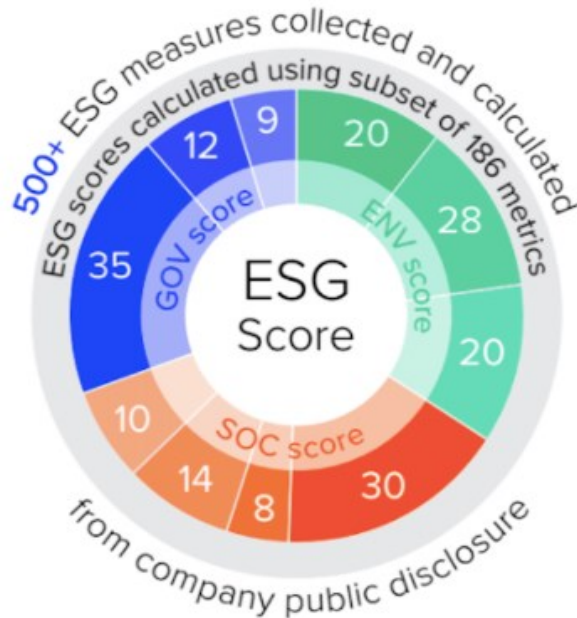 500+ ESG measures collected and calculated
ESG scores calculated using subset of 186 metrics
from company public disclosure
ESG
Score
ENV score
20
28
20
SOC score
30
8
14
10
GOV score
35
12
9